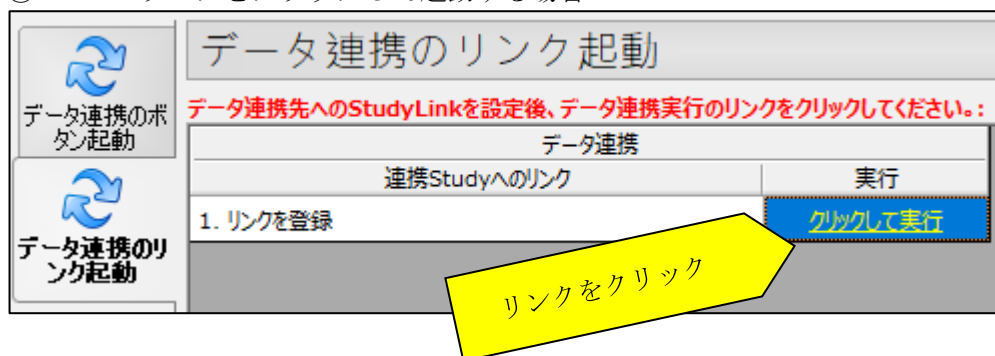 データ連携のボ
タン起動
データ連携のリ
ンク起動
データ連携のリンク起動
データ連携先へのStudyLinkを設定後、データ連携実行のリンクをクリックしてください。:
データ連携
連携Studyへのリンク 実行
1. リンクを登録 クリックして実行
リンクをクリック